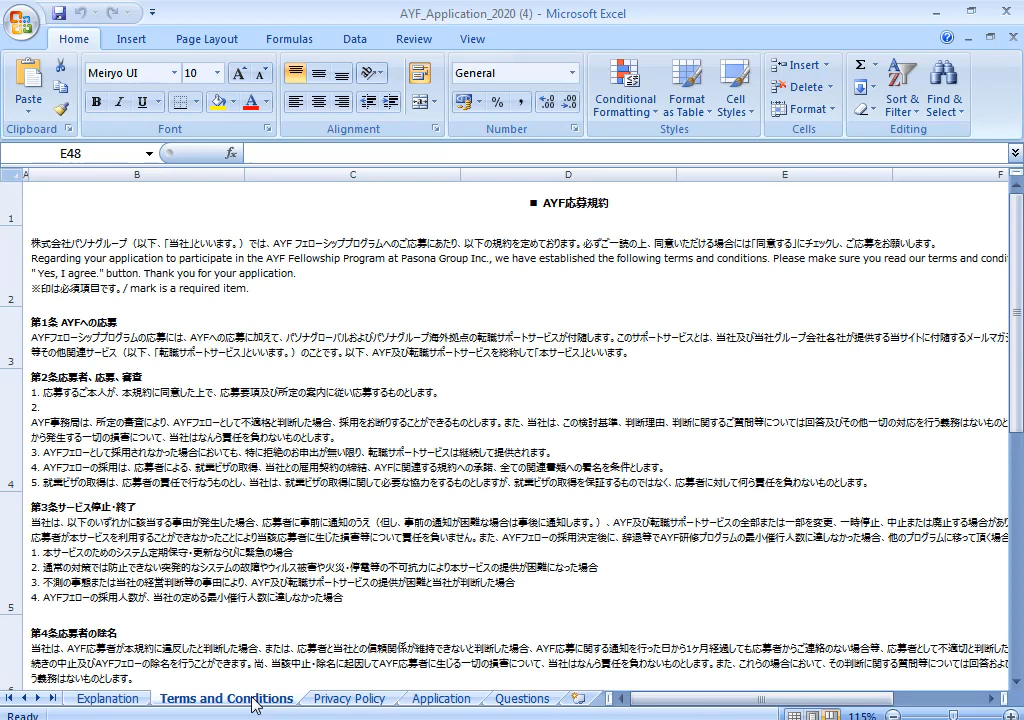 AYF_Application_2020 (4) - Microsoft Excel
Home Insert Page Layout Formulas Data Review View
Paste
Meiryo UI 10
General
Conditional Formatting
Format as Table
Cell Styles
Insert
Delete
Format
Sort & Filter
Find & Select
Clipboard Font Alignment Number Styles Cells Editing
E48
fx
A B C D E F
1
■ AYF応募規約
2
株式会社パソナグループ（以下、「当社」といいます。）では、AYF フェローシッププログラムへのご応募にあたり、以下の規約を定めております。必ずご一読の上、同意いただける場合には「同意する」にチェックし、ご応募をお願いします。
Regarding your application to participate in the AYF Fellowship Program at Pasona Group Inc., we have established the following terms and conditions. Please make sure you read our terms and condi
"Yes, I agree." button. Thank you for your application.
※印は必須項目です。/ mark is a required item.
3
第1条 AYFへの応募
AYFフェローシッププログラムの応募には、AYFへの応募に加えて、パソナグローバルおよびパソナグループ海外拠点の転職サポートサービスが付随します。このサポートサービスとは、当社及び当社グループ会社各社が提供する当サイトに付随するメールマガジ
等その他関連サービス（以下、「転職サポートサービス」といいます。）のことです。以下、AYF及び転職サポートサービスを総称して「本サービス」といいます。
4
第2条応募者、応募、審査
1. 応募するご本人が、本規約に同意した上で、応募要項及び所定の案内に従い応募するものとします。
2.
AYF事務局は、所定の審査により、AYFフェローとして不適格と判断した場合、採用をお断りすることができるものとします。また、当社は、この検討基準、判断理由、判断に関するご質問等については回答及びその他一切の対応を行う義務はないものと
から発生する一切の損害について、当社はなんら責任を負わないものとします。
3. AYFフェローとして採用されなかった場合においても、特に拒絶のお申出が無い限り、転職サポートサービスは継続して提供されます。
4. AYFフェローの採用は、応募者による、就業ビザの取得、当社との雇用契約の締結、AYFに関連する規約への承諾、全ての関連書類への署名を条件とします。
5. 就業ビザの取得は、応募者の責任で行なうものとし、当社は、就業ビザの取得に関して必要な協力をするものとしますが、就業ビザの取得を保証するものではなく、応募者に対して何ら責任を負わないものとします。
5
第3条サービス停止・終了
当社は、以下のいずれかに該当する事由が発生した場合、応募者に事前に通知のうえ（但し、事前の通知が困難な場合は事後に通知します。）、AYF及び転職サポートサービスの全部または一部を変更、一時停止、中止または廃止する場合があり
応募者が本サービスを利用することができなかったことにより当該応募者に生じた損害等について責任を負いません。また、AYFフェローの採用決定後に、辞退等でAYF研修プログラムの最小催行人数に達しなかった場合、他のプログラムに移って頂く場合
1. 本サービスのためのシステム定期保守・更新ならびに緊急の場合
2. 通常の対策では防止できない突発的なシステムの故障やウィルス被害や火災・停電等の不可抗力により本サービスの提供が困難になった場合
3. 不測の事態または当社の経営判断等の事由により、AYF及び転職サポートサービスの提供が困難と当社が判断した場合
4. AYFフェローの採用人数が、当社の定める最小催行人数に達しなかった場合
第4条応募者の除名
当社は、AYF応募者が本規約に違反したと判断した場合、または、応募者と当社との信頼関係が維持できないと判断した場合、AYF応募に関する通知を行った日から1ヶ月経過しても応募者からご連絡のない場合等、応募者として不適切と判断した
続きの中止及びAYFフェローの除名を行うことができます。尚、当該中止・除名に起因してAYF応募者に生じる一切の損害について、当社はなんら責任を負わないものとします。また、これらの場合において、その判断に関する質問等については回答およ
う義務はないものとします。
Explanation Terms and Conditions Privacy Policy Application Questions
Ready 115%